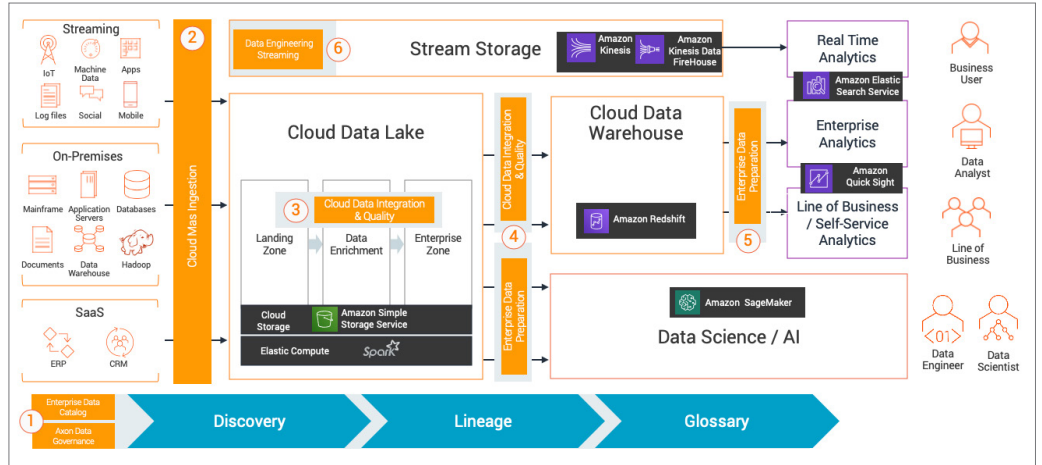 Streaming
IoT
Machine
Data
Apps
Log files
Social
Mobile
On-Premises
Mainframe
Application
Servers
Databases
Documents
Data
Warehouse
Hadoop
SaaS
ERP
CRM
2
Cloud Mas Ingestion
Data Engineering
Streaming
6
Stream Storage
Amazon
Kinesis
Amazon
Kinesis Data
FireHouse
Cloud Data Lake
3
Cloud Data Integration
& Quality
Landing
Zone
Data
Enrichment
Enterprise
Zone
Cloud
Storage
Amazon Simple
Storage Service
Elastic Compute
Spark
Cloud Data Integration
& Quality
4
Enterprise Data
Preparation
Cloud Data
Warehouse
Amazon Redshift
Enterprise Data
Preparation
5
Real Time
Analytics
Amazon Elastic
Search Service
Enterprise
Analytics
Amazon
Quick Sight
Line of Business
/ Self-Service
Analytics
Amazon SageMaker
Data Science / AI
Business
User
Data
Analyst
Line of
Business
<01>
Data
Engineer
Data
Scientist
1
Enterprise Data
Catalog
Axon Data
Governance
Discovery
Lineage
Glossary